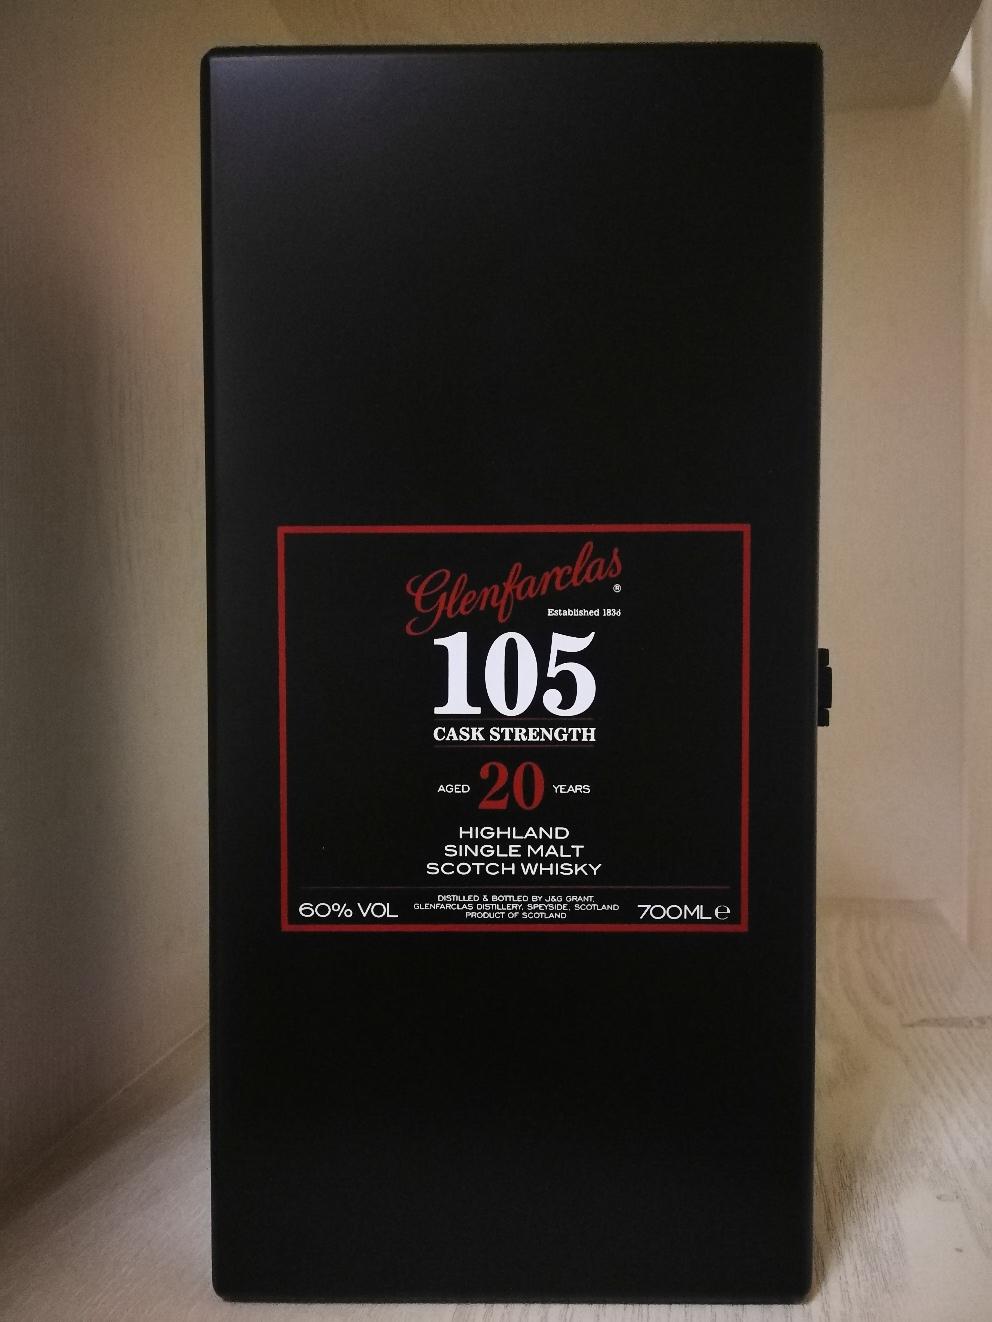 Glenfarclas
®
Established 1836
105
CASK STRENGTH
AGED 20 YEARS
HIGHLAND
SINGLE MALT
SCOTCH WHISKY
60% VOL
DISTILLED & BOTTLED BY J&G GRANT,
GLENFARCLAS DISTILLERY, SPEYSIDE, SCOTLAND
PRODUCT OF SCOTLAND
700ML ℮